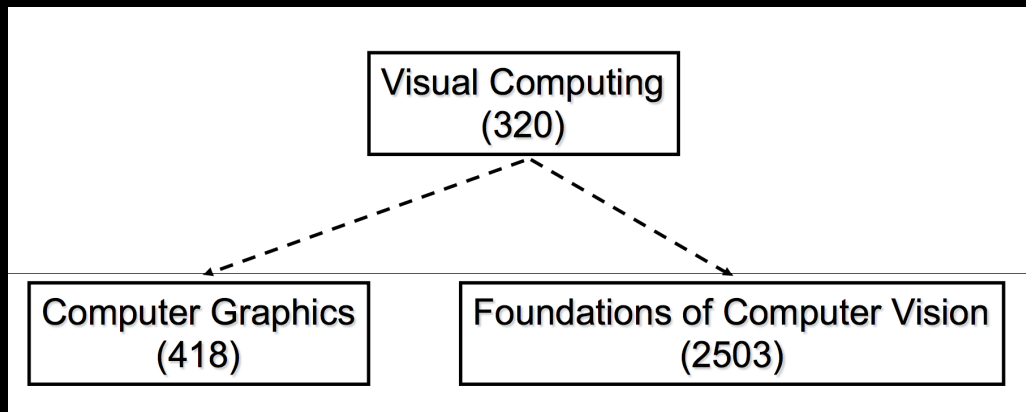 Visual Computing
(320)
Computer Graphics
(418)
Foundations of Computer Vision
(2503)